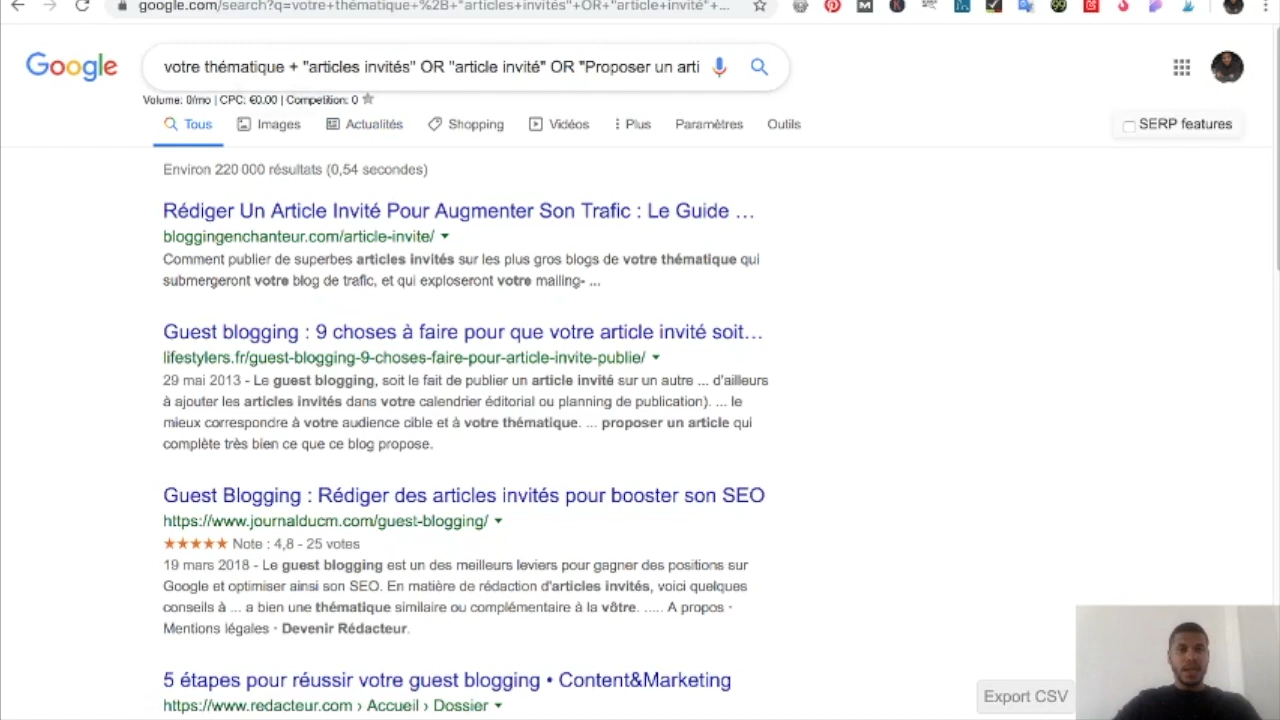 google.com/search?q=votre+thématique+%2B+"articles+invités"+OR+"article+invité"+...
Google
votre thématique + "articles invités" OR "article invité" OR "Proposer un arti
Volume: 0/mo | CPC: €0.00 | Competition: 0
Tous Images Actualités Shopping Vidéos Plus Paramètres Outils SERP features
Environ 220 000 résultats (0,54 secondes)
Rédiger Un Article Invité Pour Augmenter Son Trafic : Le Guide ...
bloggingenchanteur.com/article-invite/
Comment publier de superbes articles invités sur les plus gros blogs de votre thématique qui
submergeront votre blog de trafic, et qui exploseront votre mailing- ...
Guest blogging : 9 choses à faire pour que votre article invité soit...
lifestylers.fr/guest-blogging-9-choses-faire-pour-article-invite-publie/
29 mai 2013 - Le guest blogging, soit le fait de publier un article invité sur un autre ... d'ailleurs
à ajouter les articles invités dans votre calendrier éditorial ou planning de publication). ... le
mieux correspondre à votre audience cible et à votre thématique. ... proposer un article qui
complète très bien ce que ce blog propose.
Guest Blogging : Rédiger des articles invités pour booster son SEO
https://www.journalducm.com/guest-blogging/
★★★★★ Note : 4,8 - 25 votes
19 mars 2018 - Le guest blogging est un des meilleurs leviers pour gagner des positions sur
Google et optimiser ainsi son SEO. En matière de rédaction d'articles invités, voici quelques
conseils à ... a bien une thématique similaire ou complémentaire à la vôtre. ..... A propos ·
Mentions légales · Devenir Rédacteur.
5 étapes pour réussir votre guest blogging • Content&Marketing
https://www.redacteur.com › Accueil › Dossier
Export CSV